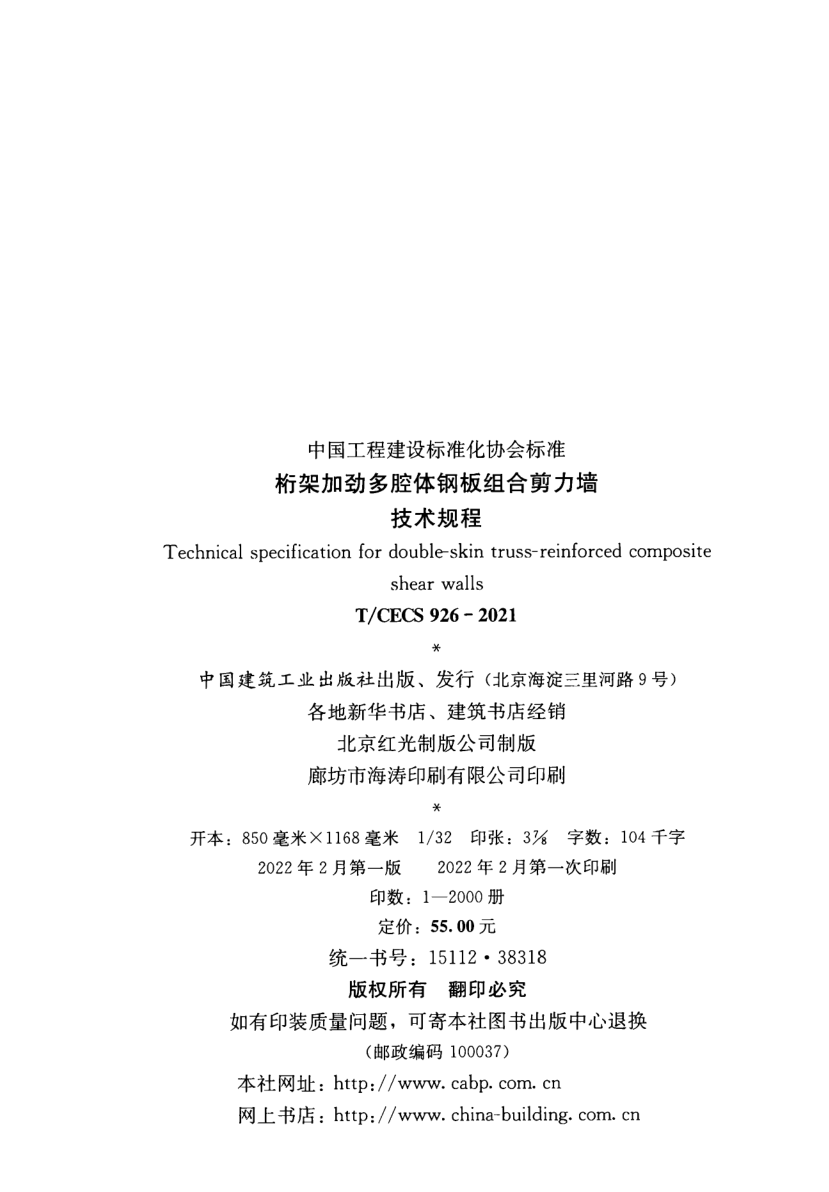 中国工程建设标准化协会标准
桁架加劲多腔体钢板组合剪力墙
技术规程
Technical specification for double-skin truss-reinforced composite
shear walls
T/CECS 926-2021
*
中国建筑工业出版社出版、发行（北京海淀三里河路9号）
各地新华书店、建筑书店经销
北京红光制版公司制版
廊坊市海涛印刷有限公司印刷
*
开本：850毫米×1168毫米 1/32 印张：3⅞ 字数：104千字
2022年2月第一版 2022年2月第一次印刷
印数：1—2000册
定价：55.00元
统一书号：15112·38318
版权所有 翻印必究
如有印装质量问题，可寄本社图书出版中心退换
（邮政编码 100037）
本社网址：http://www.cabp.com.cn
网上书店：http://www.china-building.com.cn